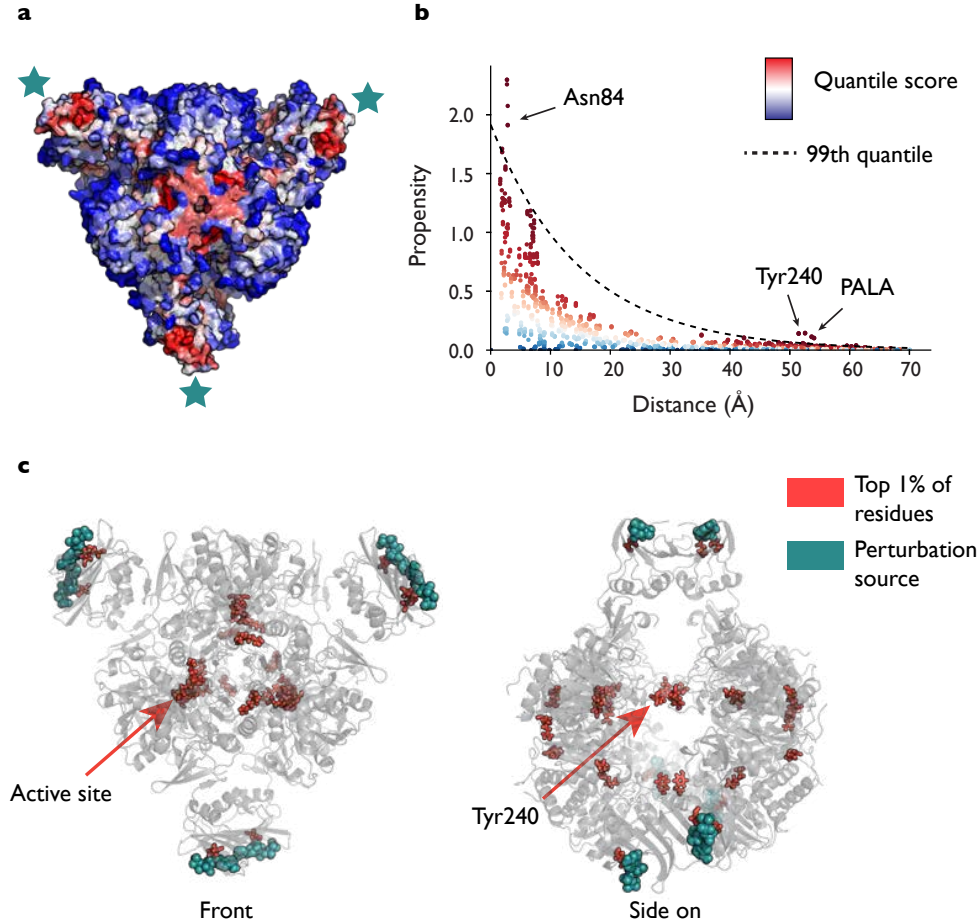 a
b
Asn84
Quantile score
99th quantile
Propensity
2.0
1.5
1.0
0.5
0.0
Tyr240
PALA
0 10 20 30 40 50 60 70
Distance (Å)
c
Top 1% of
residues
Perturbation
source
Active site
Tyr240
Front
Side on